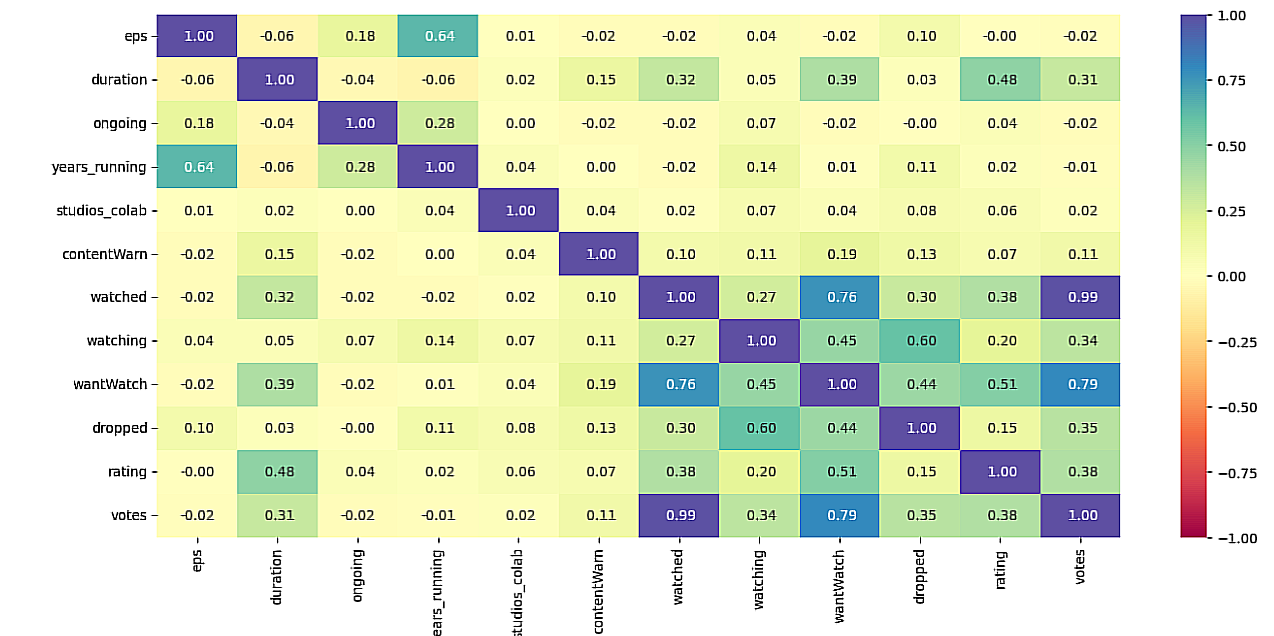 eps 1.00 -0.06 0.18 0.64 0.01 -0.02 -0.02 0.04 -0.02 0.10 -0.00 -0.02
duration -0.06 1.00 -0.04 -0.06 0.02 0.15 0.32 0.05 0.39 0.03 0.48 0.31
ongoing 0.18 -0.04 1.00 0.28 0.00 -0.02 -0.02 0.07 -0.02 -0.00 0.04 -0.02
years_running 0.64 -0.06 0.28 1.00 0.04 0.00 -0.02 0.14 0.01 0.11 0.02 -0.01
studios_colab 0.01 0.02 0.00 0.04 1.00 0.04 0.02 0.07 0.04 0.08 0.06 0.02
contentWarn -0.02 0.15 -0.02 0.00 0.04 1.00 0.10 0.11 0.19 0.13 0.07 0.11
watched -0.02 0.32 -0.02 -0.02 0.02 0.10 1.00 0.27 0.76 0.30 0.38 0.99
watching 0.04 0.05 0.07 0.14 0.07 0.11 0.27 1.00 0.45 0.60 0.20 0.34
wantWatch -0.02 0.39 -0.02 0.01 0.04 0.19 0.76 0.45 1.00 0.44 0.51 0.79
dropped 0.10 0.03 -0.00 0.11 0.08 0.13 0.30 0.60 0.44 1.00 0.15 0.35
rating -0.00 0.48 0.04 0.02 0.06 0.07 0.38 0.20 0.51 0.15 1.00 0.38
votes -0.02 0.31 -0.02 -0.01 0.02 0.11 0.99 0.34 0.79 0.35 0.38 1.00
eps
duration
ongoing
ears_running
studios_colab
contentWarn
watched
watching
wantWatch
dropped
rating
votes
1.00
0.75
0.50
0.25
0.00
−0.25
−0.50
−0.75
−1.00